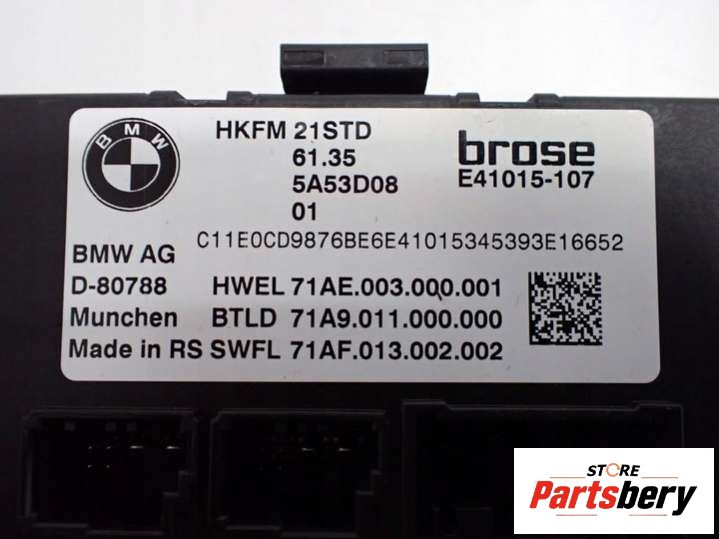 BMW
HKFM 21STD
61.35
5A53D08
01
brose
E41015-107
C11E0CD9876BE6E41015345393E16652
BMW AG
D-80788
Munchen
Made in RS
HWEL 71AE.003.000.001
BTLD 71A9.011.000.000
SWFL 71AF.013.002.002
STORE
Partsbery